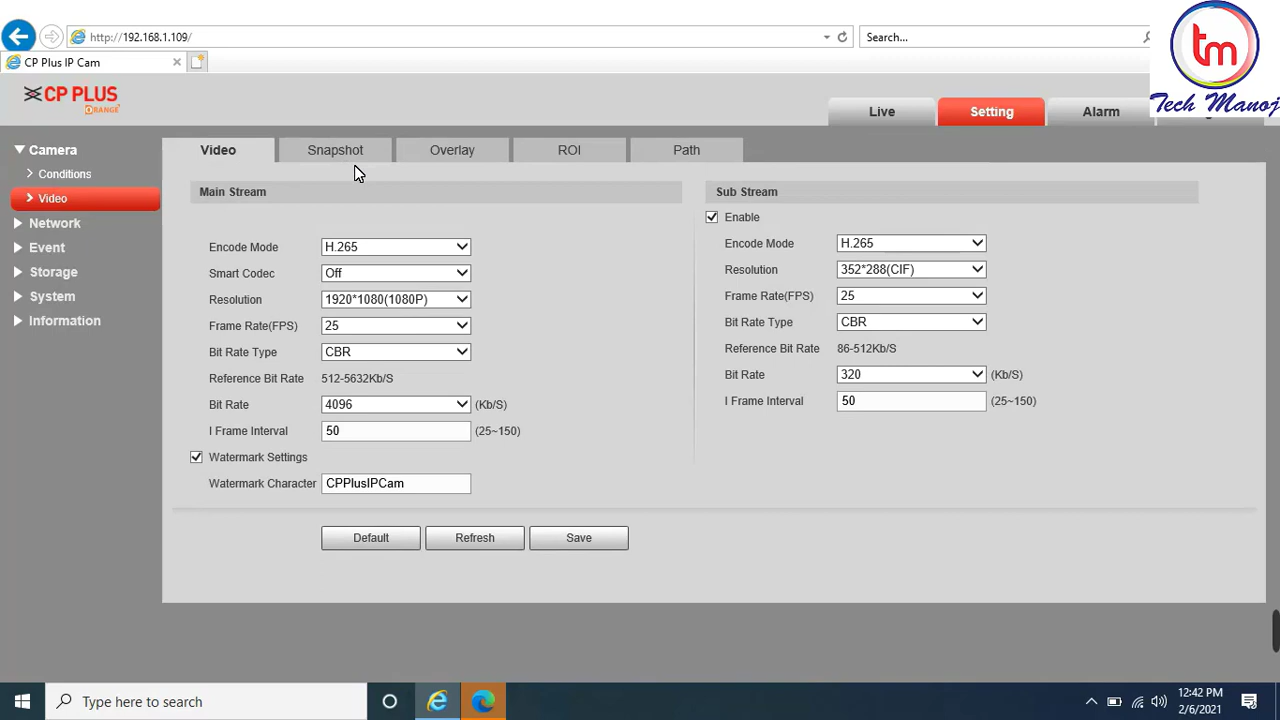 http://192.168.1.109/
Search...
CP Plus IP Cam
tm
Tech Manoj
CP PLUS
ORANGE
Live
Setting
Alarm
Camera
Conditions
Video
Network
Event
Storage
System
Information
Video
Snapshot
Overlay
ROI
Path
Main Stream
Encode Mode
H.265
Smart Codec
Off
Resolution
1920*1080(1080P)
Frame Rate(FPS)
25
Bit Rate Type
CBR
Reference Bit Rate
512-5632Kb/S
Bit Rate
4096
(Kb/S)
I Frame Interval
50
(25~150)
Watermark Settings
Watermark Character
CPPlusIPCam
Default
Refresh
Save
Sub Stream
Enable
Encode Mode
H.265
Resolution
352*288(CIF)
Frame Rate(FPS)
25
Bit Rate Type
CBR
Reference Bit Rate
86-512Kb/S
Bit Rate
320
(Kb/S)
I Frame Interval
50
(25~150)
Type here to search
12:42 PM
2/6/2021